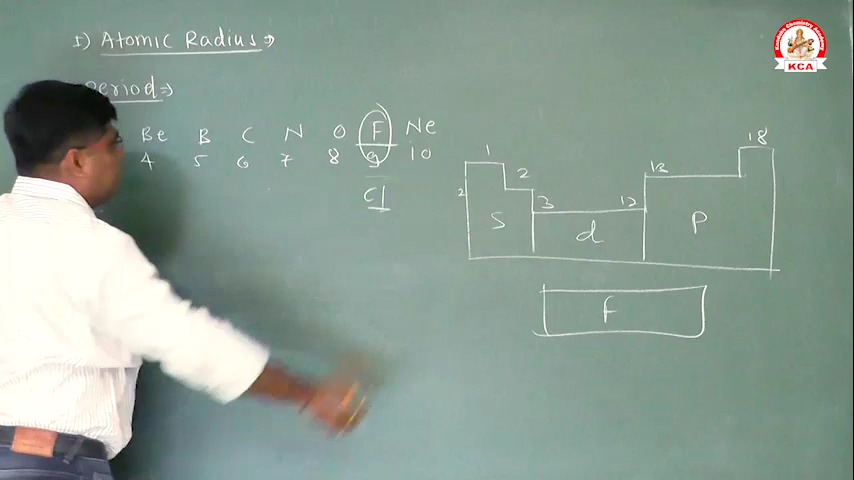 1) Atomic Radius ⇒
Period ⇒
Be B C N O F Ne
4 5 6 7 8 9 10
Cl
1 18
2 13
2 3 12
S d P
F
KCA